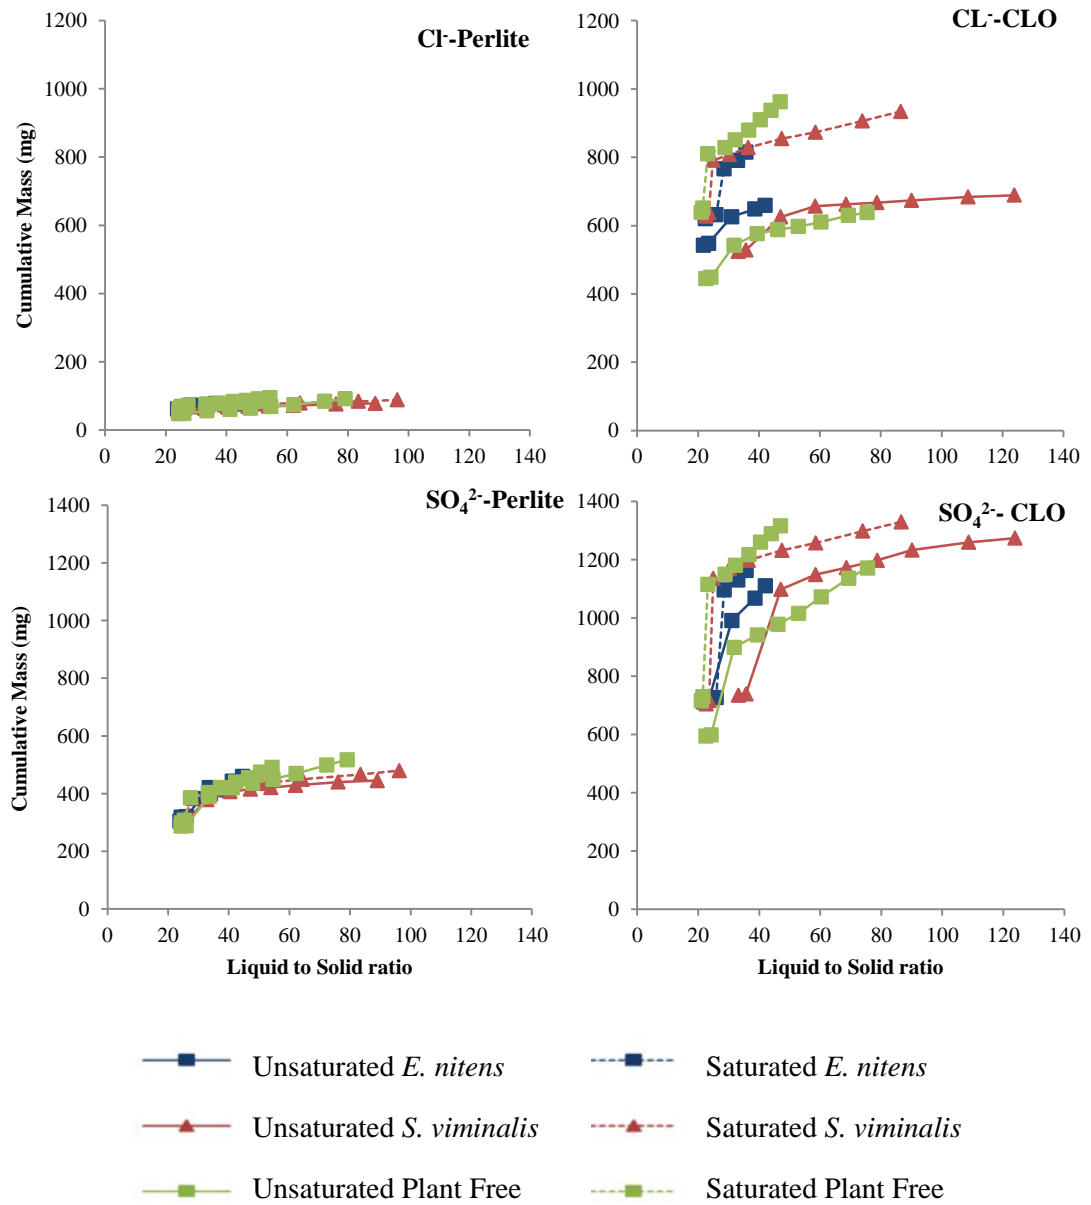 Cl⁻-Perlite
1200
1000
800
600
400
200
0
0 20 40 60 80 100 120 140
Cumulative Mass (mg)
CL⁻-CLO
1200
1000
800
600
400
200
0
0 20 40 60 80 100 120 140
SO₄²⁻-Perlite
1400
1200
1000
800
600
400
200
0
0 20 40 60 80 100 120 140
Cumulative Mass (mg)
Liquid to Solid ratio
SO₄²⁻- CLO
1400
1200
1000
800
600
400
200
0
0 20 40 60 80 100 120 140
Liquid to Solid ratio
Unsaturated E. nitens
Saturated E. nitens
Unsaturated S. viminalis
Saturated S. viminalis
Unsaturated Plant Free
Saturated Plant Free